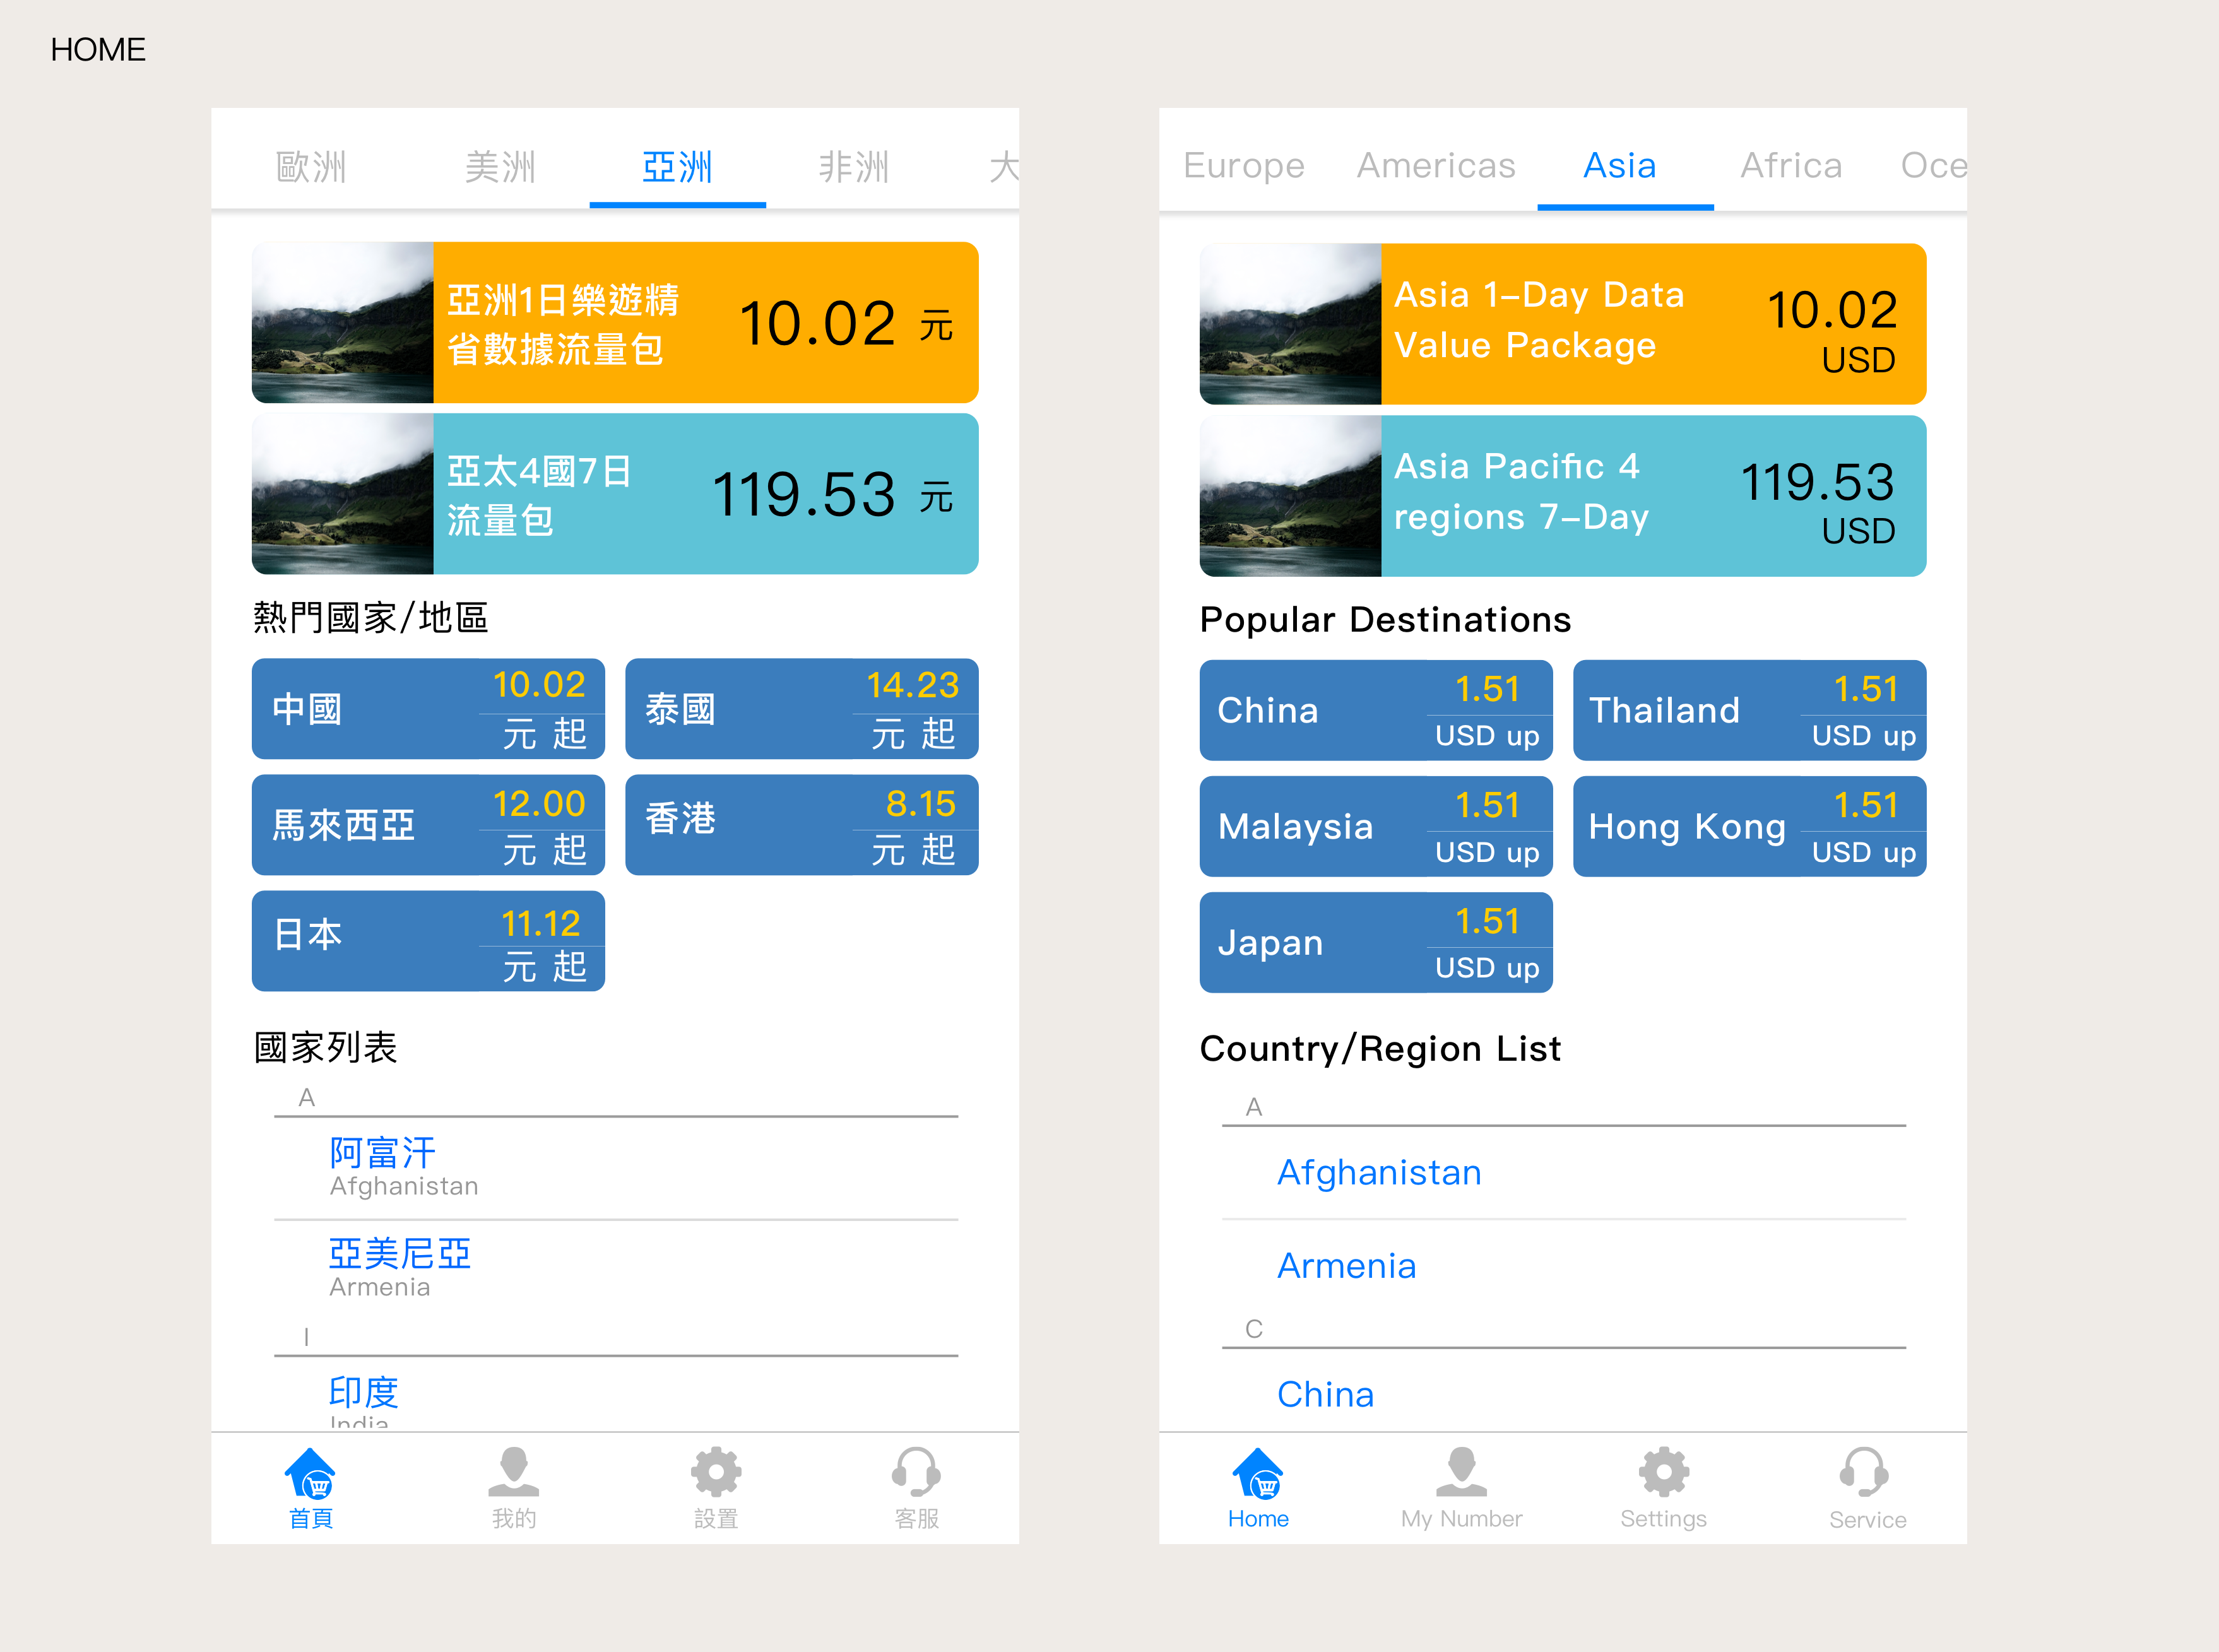 HOME
歐洲 美洲 亞洲 非洲 大
亞洲1日樂遊精
省數據流量包
10.02 元
亞太4國7日
流量包
119.53 元
熱門國家/地區
中國 10.02 元 起
泰國 14.23 元 起
馬來西亞 12.00 元 起
香港 8.15 元 起
日本 11.12 元 起
國家列表
A
阿富汗
Afghanistan
亞美尼亞
Armenia
I
印度
India
首頁 我的 設置 客服
Europe Americas Asia Africa Oce
Asia 1-Day Data
Value Package
10.02
USD
Asia Pacific 4
regions 7-Day
119.53
USD
Popular Destinations
China 1.51 USD up
Thailand 1.51 USD up
Malaysia 1.51 USD up
Hong Kong 1.51 USD up
Japan 1.51 USD up
Country/Region List
A
Afghanistan
Armenia
C
China
Home My Number Settings Service